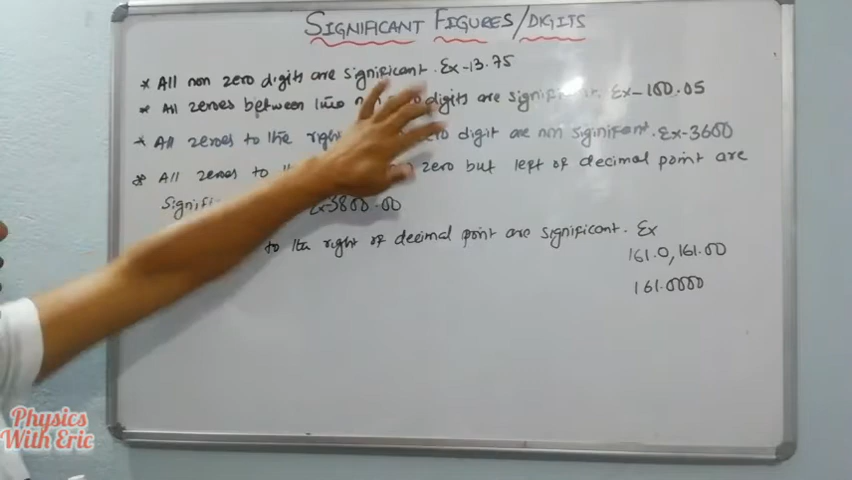 SIGNIFICANT FIGURES/DIGITS
* All non zero digits are significant. Ex-13.75
* All zeroes between two digits are Ex-100.05
* All zeroes to the right digit are non siginifent. Ex-3600
* All zeroes to zero but left of decimal point are
Ex-3800.00
to the right of decimal point are significant. Ex
161.0, 161.00
161.0000
Physics
With Eric